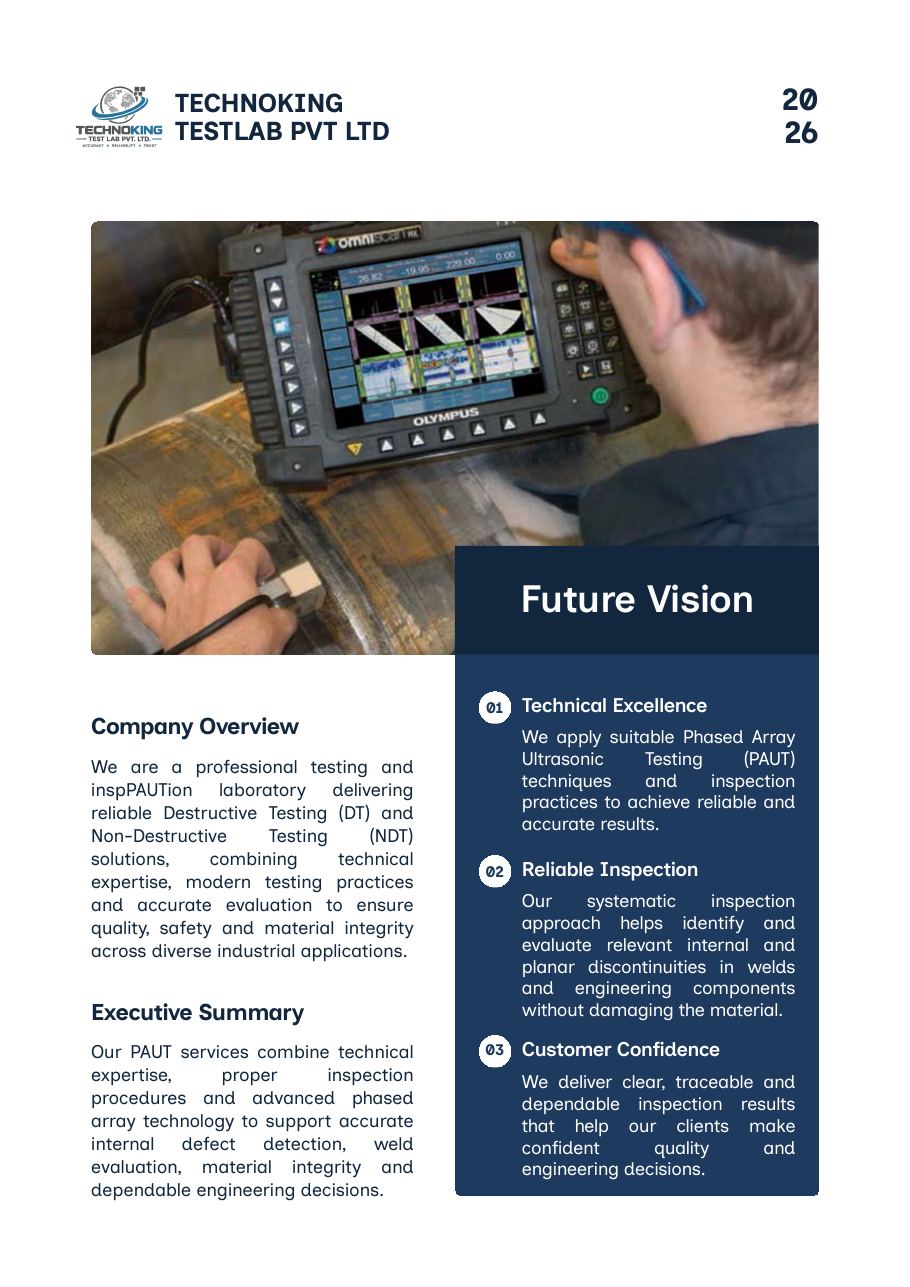 TECHNOKING
TEST LAB PVT. LTD.
ACCURACY • RELIABILITY • TRUST
TECHNOKING
TESTLAB PVT LTD
20
26
omniscan MX
26.82 -19.95 229.00 0.00
OLYMPUS
Future Vision
Company Overview
We are a professional testing and
inspPAUTion laboratory delivering
reliable Destructive Testing (DT) and
Non-Destructive Testing (NDT)
solutions, combining technical
expertise, modern testing practices
and accurate evaluation to ensure
quality, safety and material integrity
across diverse industrial applications.
Executive Summary
Our PAUT services combine technical
expertise, proper inspection
procedures and advanced phased
array technology to support accurate
internal defect detection, weld
evaluation, material integrity and
dependable engineering decisions.
01 Technical Excellence
We apply suitable Phased Array
Ultrasonic Testing (PAUT)
techniques and inspection
practices to achieve reliable and
accurate results.
02 Reliable Inspection
Our systematic inspection
approach helps identify and
evaluate relevant internal and
planar discontinuities in welds
and engineering components
without damaging the material.
03 Customer Confidence
We deliver clear, traceable and
dependable inspection results
that help our clients make
confident quality and
engineering decisions.